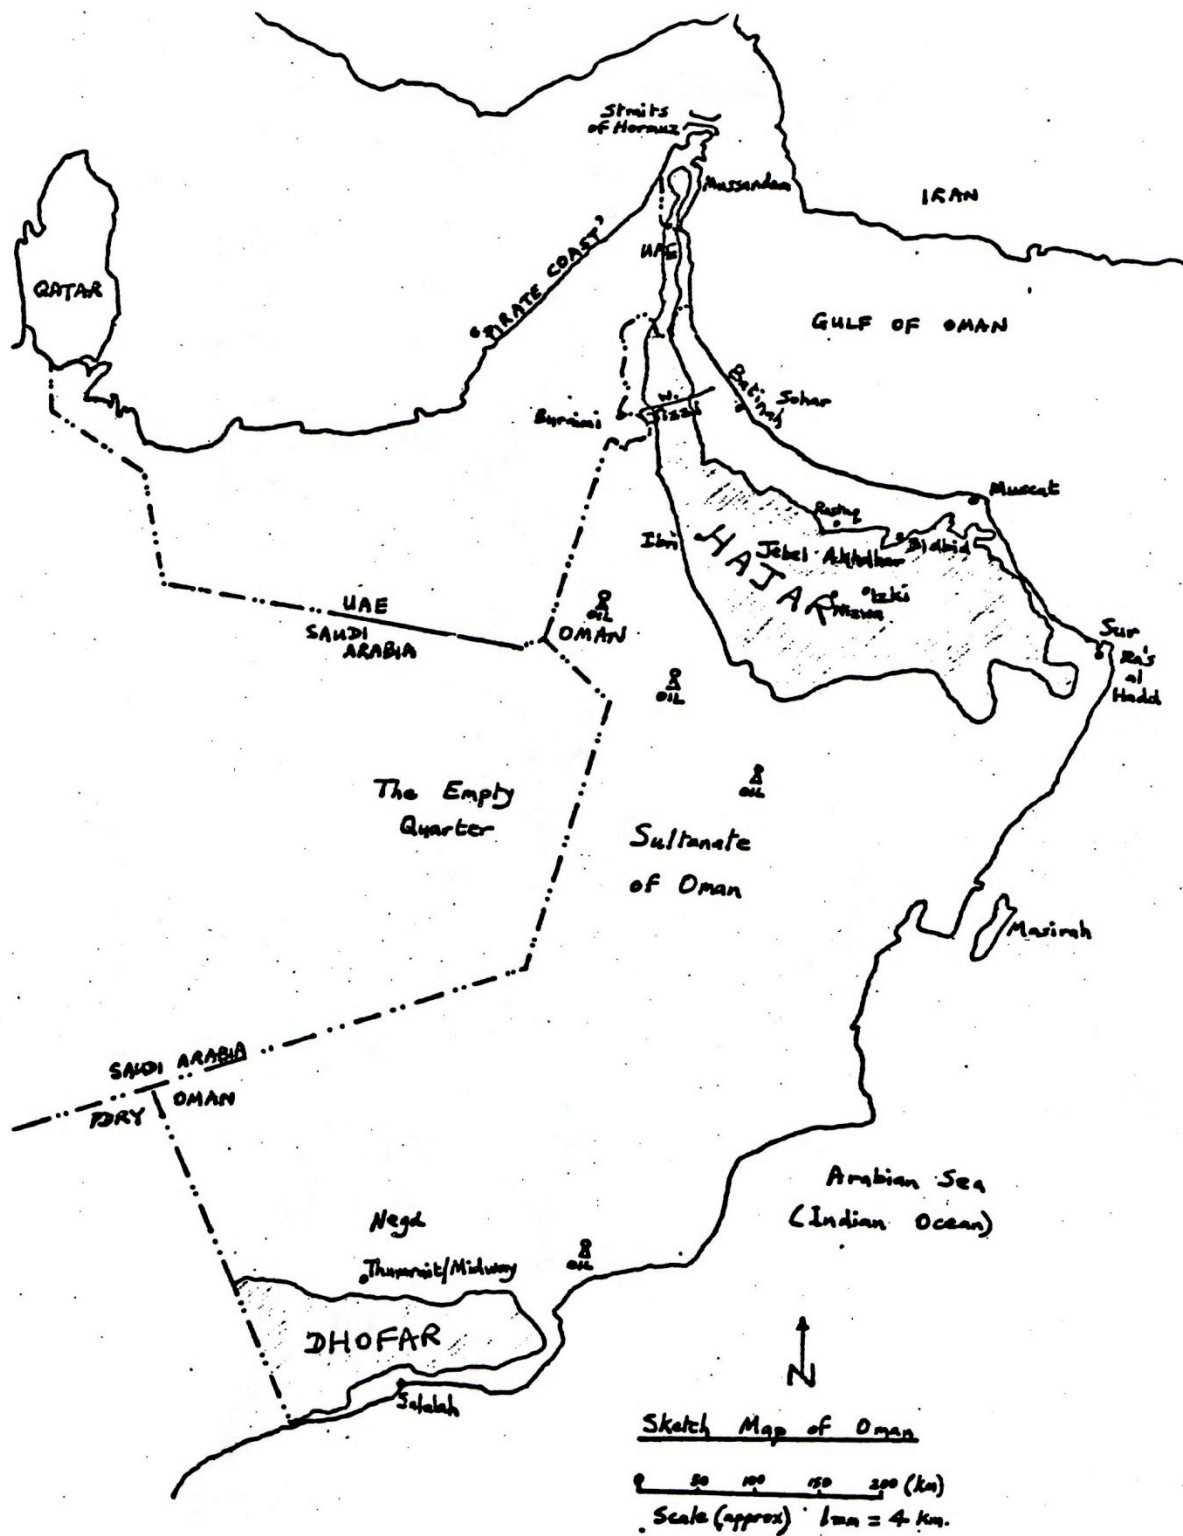 Straits
of Hormuz
Mussandam
IRAN
UAE
QATAR
'PIRATE COAST'
GULF OF OMAN
Batinah
Sohar
W.
Jizzi
Buraimi
Muscat
Rostaq
Ibri
HAJAR
Jebel Akhdhar
Bidbid
Izki
Nizwa
UAE
SAUDI
ARABIA
OIL
OMAN
Sur
Ra's
al
Hadd
OIL
OIL
The Empty
Quarter
Sultanate
of Oman
Masirah
SAUDI ARABIA
PDRY
OMAN
Arabian Sea
(Indian Ocean)
Negd
Thumrait/Midway
OIL
DHOFAR
Salalah
N
Sketch Map of Oman
0 50 100 150 200 (km)
Scale (approx) 1mm = 4 km.